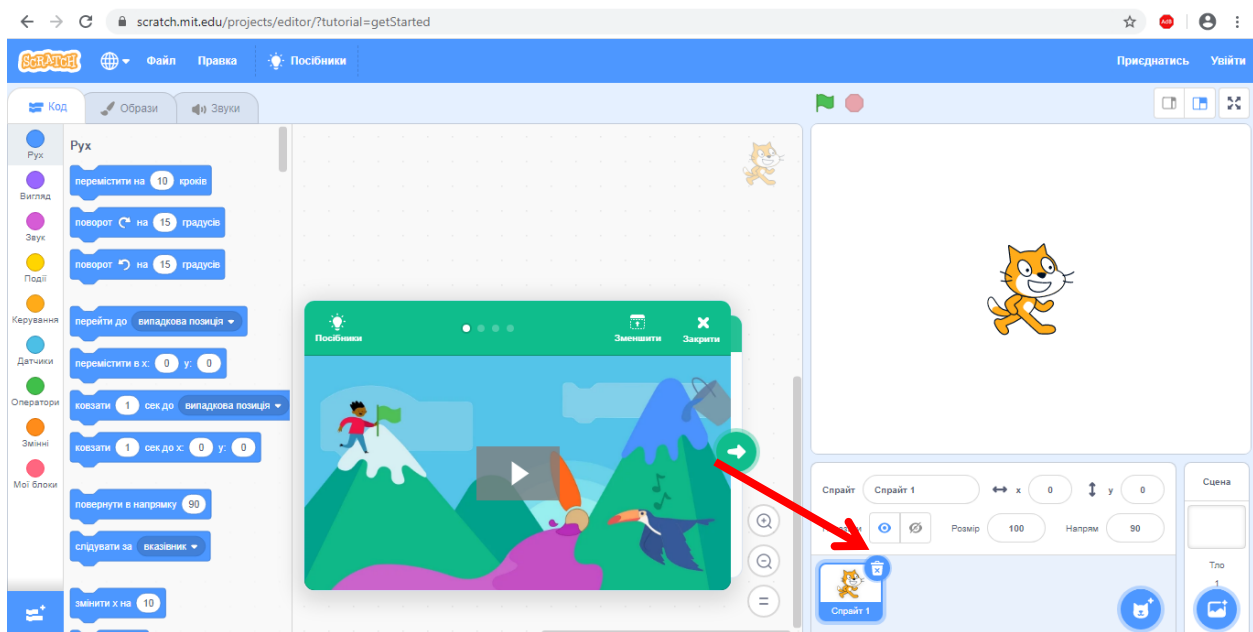 scratch.mit.edu/projects/editor/?tutorial=getStarted
SCRATCH Файл Правка Посібники Приєднатись Увійти
Код Образи Звуки
Рух
Вигляд
Звук
Події
Керування
Датчики
Оператори
Змінні
Мої блоки
Рух
перемістити на 10 кроків
поворот на 15 градусів
поворот на 15 градусів
перейти до випадкова позиція
перемістити в x: 0 y: 0
ковзати 1 сек до випадкова позиція
ковзати 1 сек до x: 0 y: 0
повернути в напрямку 90
слідувати за вказівник
змінити x на 10
Посібники Зменшити Закрити
Спрайт Спрайт 1 x 0 y 0
Розмір 100 Напрям 90
Спрайт 1
Сцена
Тло
1